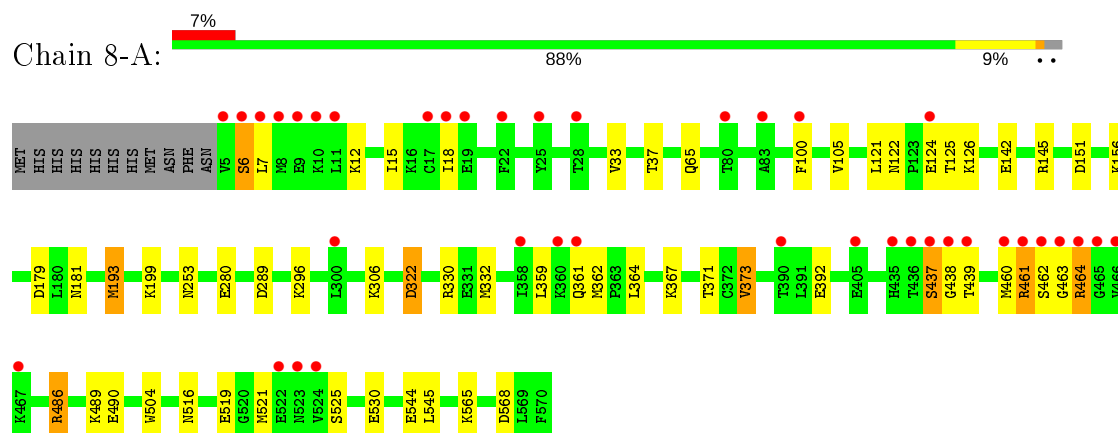 7%
Chain 8-A:
88% 9% • •
MET HIS HIS HIS HIS HIS HIS MET ASN PHE ASN V5 S6 L7 M8 E9 K10 L11 K12 I15 K16 C17 I18 E19 F22 Y25 T28 V33 T37 Q65 T80 A83 F100 V105 L121 N122 P123 E124 T125 K126 E142 R145 D151 K156
D179 L180 N181 M193 K199 N253 E280 D289 K296 L300 K306 D322 R330 E331 M332 I358 L359 K360 Q361 M362 P363 L364 K367 T371 C372 V373 T390 L391 E392 E405 H435 T436 S437 G438 T439 M460 R461 S462 G463 R464 G465 V466
K467 R486 K489 E490 W504 N516 E519 G520 M521 E522 N523 V524 S525 E530 E544 L545 K565 D568 L569 F570